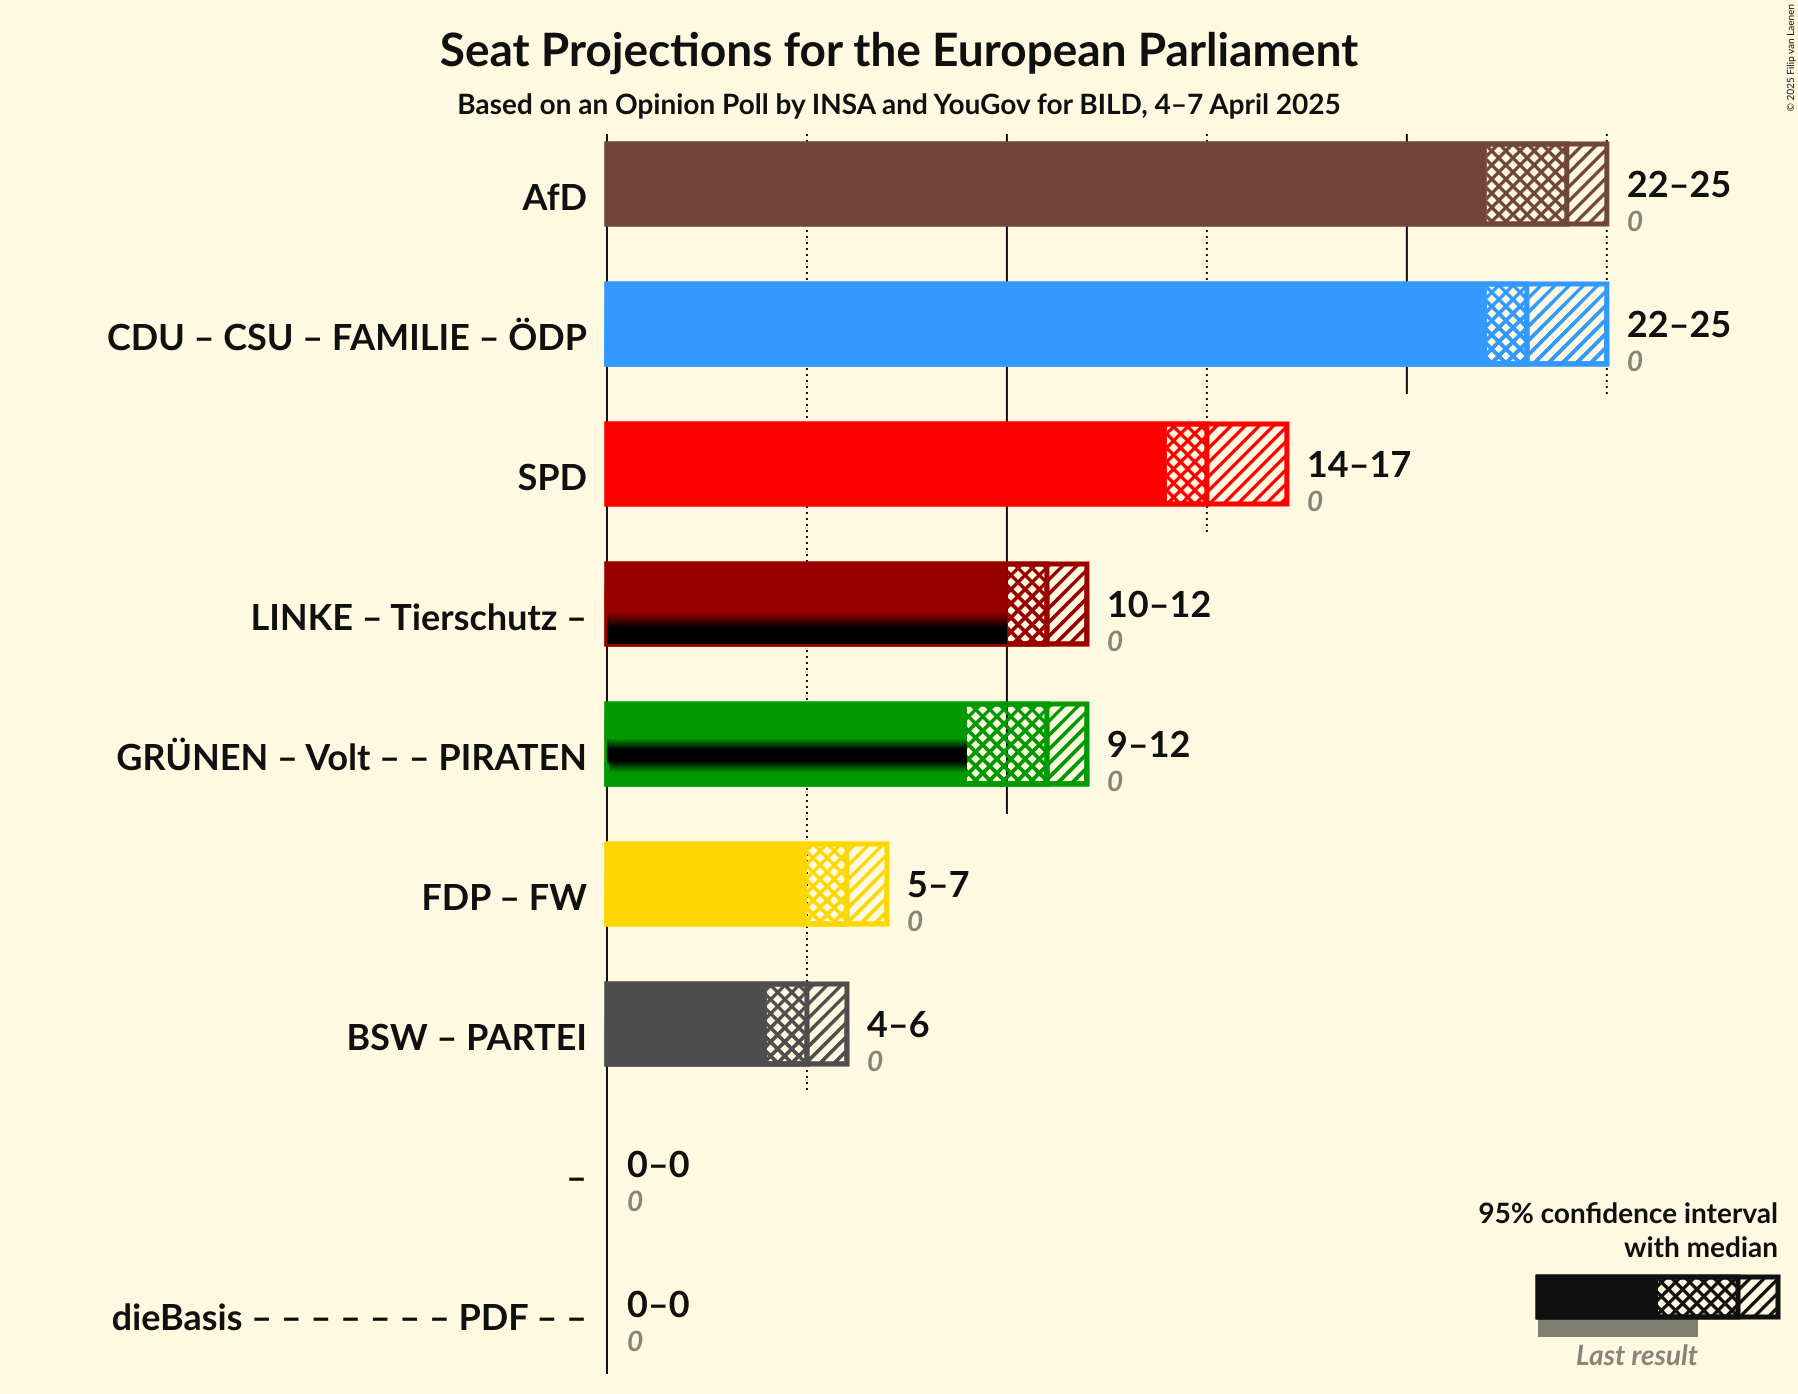 Seat Projections for the European Parliament
Based on an Opinion Poll by INSA and YouGov for BILD, 4–7 April 2025
© 2025 Filip van Laenen
AfD
22–25
0
CDU – CSU – FAMILIE – ÖDP
22–25
0
SPD
14–17
0
LINKE – Tierschutz –
10–12
0
GRÜNEN – Volt – – PIRATEN
9–12
0
FDP – FW
5–7
0
BSW – PARTEI
4–6
0
–
0–0
0
dieBasis – – – – – – – PDF – –
0–0
0
95% confidence interval
with median
Last result